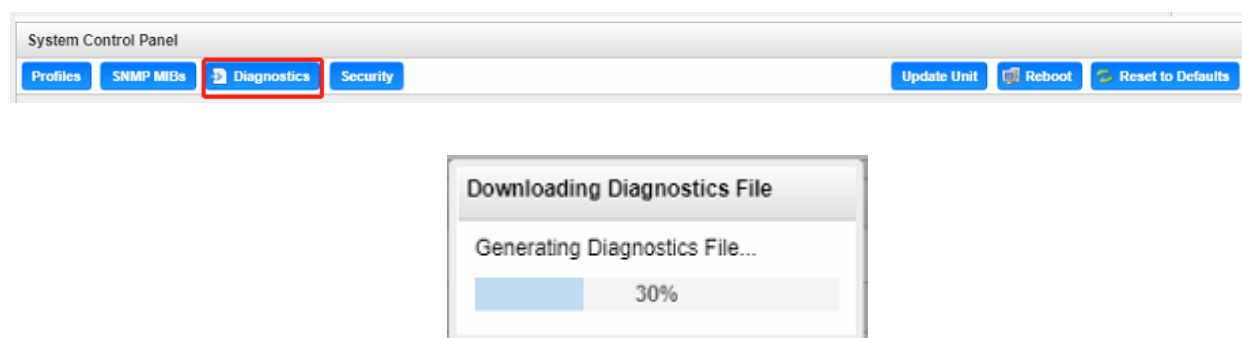 System Control Panel
Profiles SNMP MIBs Diagnostics Security Update Unit Reboot Reset to Defaults
Downloading Diagnostics File
Generating Diagnostics File...
30%